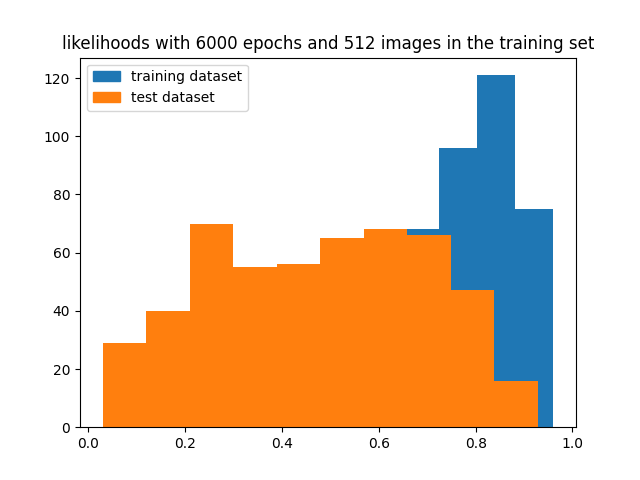 likelihoods with 6000 epochs and 512 images in the training set
training dataset
test dataset
120
100
80
60
40
20
0
0.0 0.2 0.4 0.6 0.8 1.0